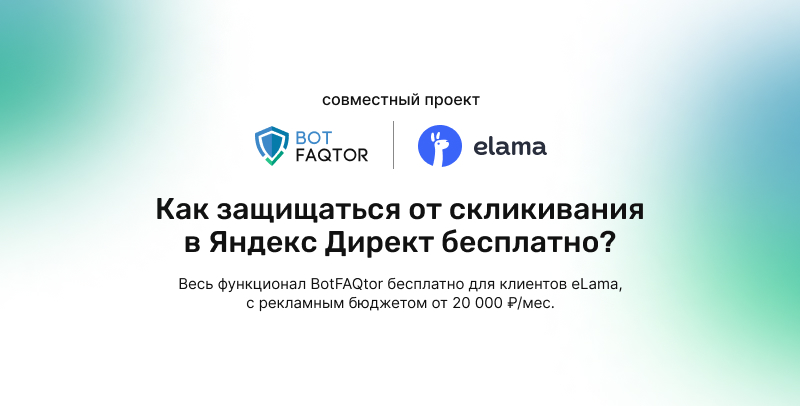 совместный проект
BOT
FAQTOR
elama
Как защищаться от скликивания
в Яндекс Директ бесплатно?
Весь функционал BotFAQtor бесплатно для клиентов eLama,
с рекламным бюджетом от 20 000 ₽/мес.